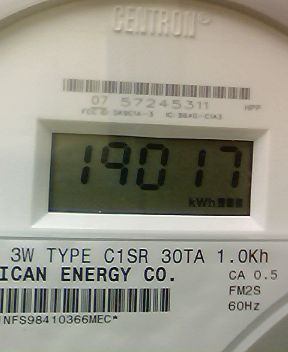 CENTRON
07 57245311 HPP
19017
kWh
3W TYPE C1SR 30TA 1.0Kh
ICAN ENERGY CO. CA 0.5
FM2S
60Hz
NFS98410366MEC*